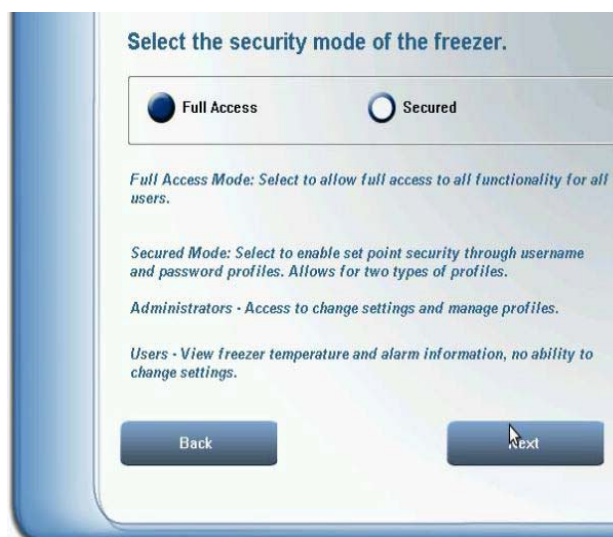 Select the security mode of the freezer.
Full Access Secured
Full Access Mode: Select to allow full access to all functionality for all
users.
Secured Mode: Select to enable set point security through username
and password profiles. Allows for two types of profiles.
Administrators - Access to change settings and manage profiles.
Users - View freezer temperature and alarm information, no ability to
change settings.
Back Next